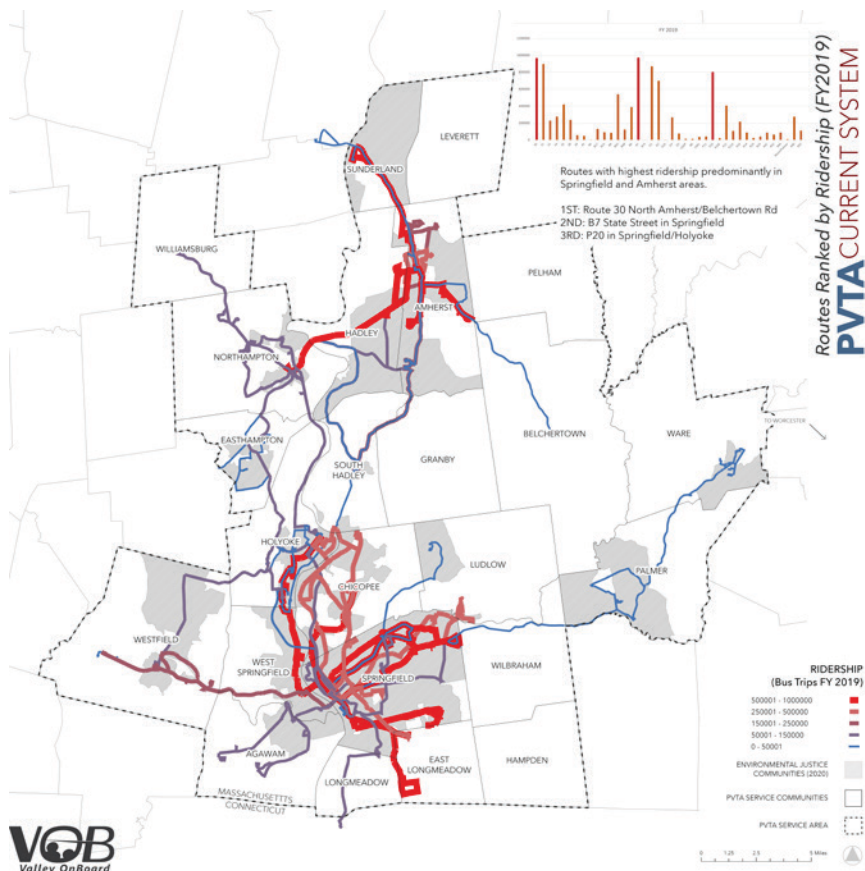 FY 2019
Routes Ranked by Ridership (FY2019)
PVTA CURRENT SYSTEM
Routes with highest ridership predominantly in
Springfield and Amherst areas.
1ST: Route 30 North Amherst/Belchertown Rd
2ND: B7 State Street in Springfield
3RD: P20 in Springfield/Holyoke
LEVERETT
SUNDERLAND
WILLIAMSBURG
PELHAM
AMHERST
HADLEY
NORTHAMPTON
TO WORCESTER
BELCHERTOWN
WARE
EASTHAMPTON
GRANBY
SOUTH
HADLEY
HOLYOKE
LUDLOW
PALMER
CHICOPEE
WESTFIELD
WEST
SPRINGFIELD
SPRINGFIELD
WILBRAHAM
AGAWAM
LONGMEADOW
EAST
LONGMEADOW
HAMPDEN
MASSACHUSETTTS
CONNECTICUT
RIDERSHIP
(Bus Trips FY 2019)
500001 - 1000000
250001 - 500000
150001 - 250000
50001 - 150000
0 - 50001
ENVIRONMENTAL JUSTICE
COMMUNITIES (2020)
PVTA SERVICE COMMUNITIES
PVTA SERVICE AREA
0 1.25 2.5 5 Miles
VOB
Valley OnBoard